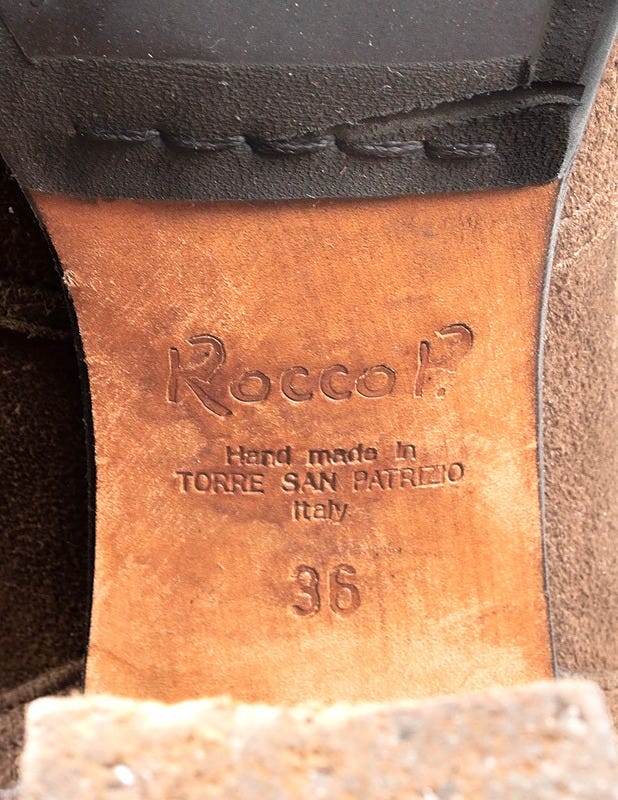 Rocco P.
Hand made in
TORRE SAN PATRIZIO
Italy
36